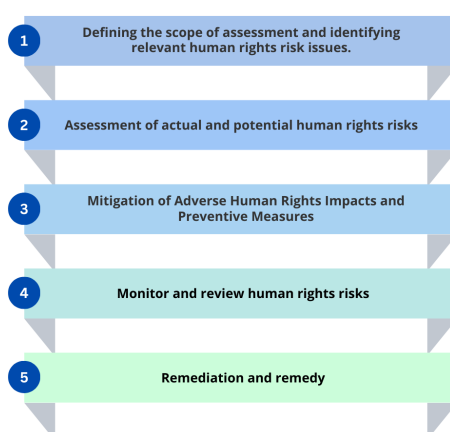 1
Defining the scope of assessment and identifying
relevant human rights risk issues.
2
Assessment of actual and potential human rights risks
3
Mitigation of Adverse Human Rights Impacts and
Preventive Measures
4
Monitor and review human rights risks
5
Remediation and remedy